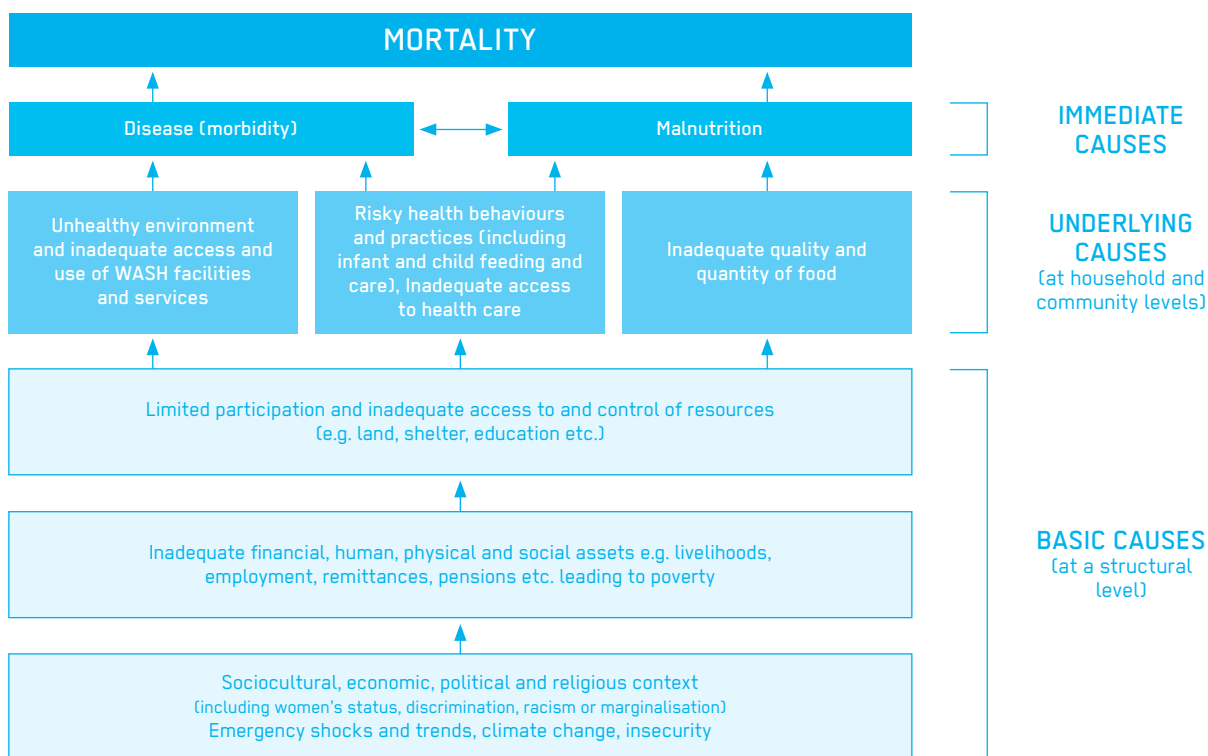 MORTALITY
Disease (morbidity)
Malnutrition
IMMEDIATE
CAUSES
Unhealthy environment
and inadequate access and
use of WASH facilities
and services
Risky health behaviours
and practices (including
infant and child feeding and
care), Inadequate access
to health care
Inadequate quality and
quantity of food
UNDERLYING
CAUSES
(at household and
community levels)
Limited participation and inadequate access to and control of resources
(e.g. land, shelter, education etc.)
Inadequate financial, human, physical and social assets e.g. livelihoods,
employment, remittances, pensions etc. leading to poverty
BASIC CAUSES
(at a structural
level)
Sociocultural, economic, political and religious context
(including women's status, discrimination, racism or marginalisation)
Emergency shocks and trends, climate change, insecurity